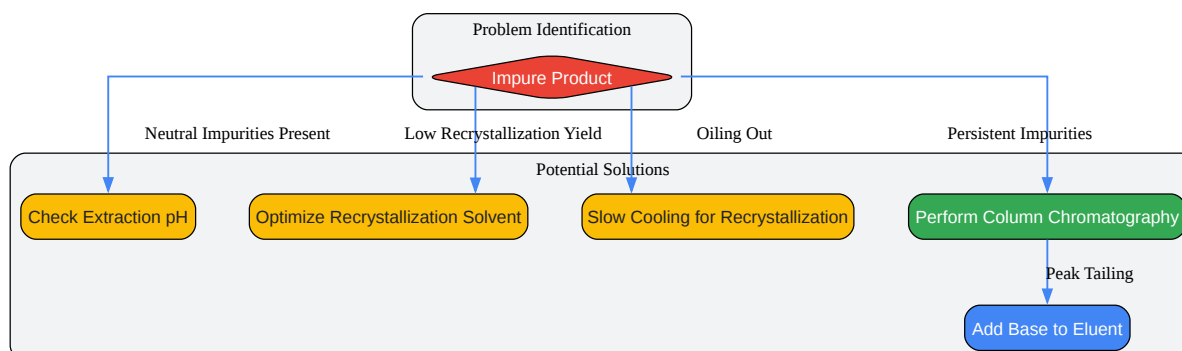 Problem Identification
Impure Product
Neutral Impurities Present
Low Recrystallization Yield
Oiling Out
Persistent Impurities
Potential Solutions
Check Extraction pH
Optimize Recrystallization Solvent
Slow Cooling for Recrystallization
Perform Column Chromatography
Peak Tailing
Add Base to Eluent